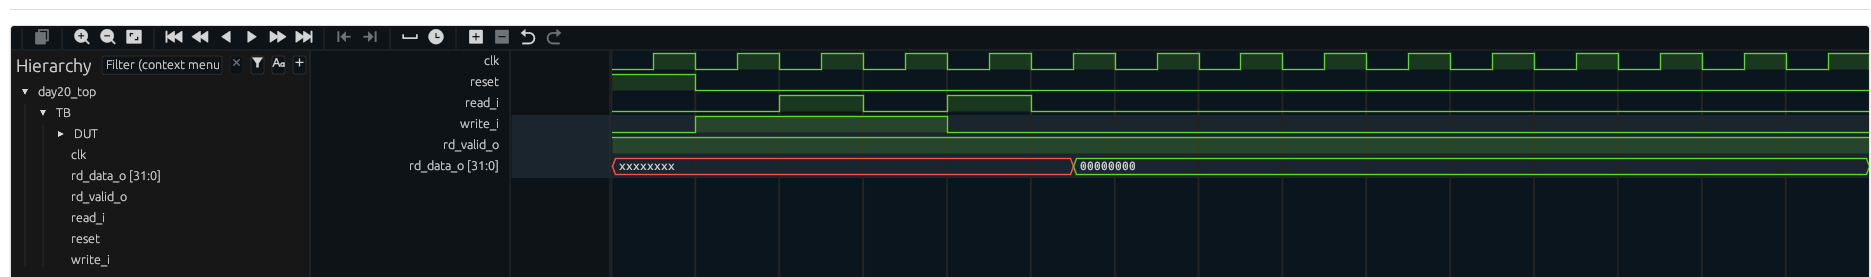 Hierarchy
Filter (context menu
day20_top
TB
DUT
clk
rd_data_o [31:0]
rd_valid_o
read_i
reset
write_i
clk
reset
read_i
write_i
rd_valid_o
rd_data_o [31:0]
xxxxxxxx 00000000